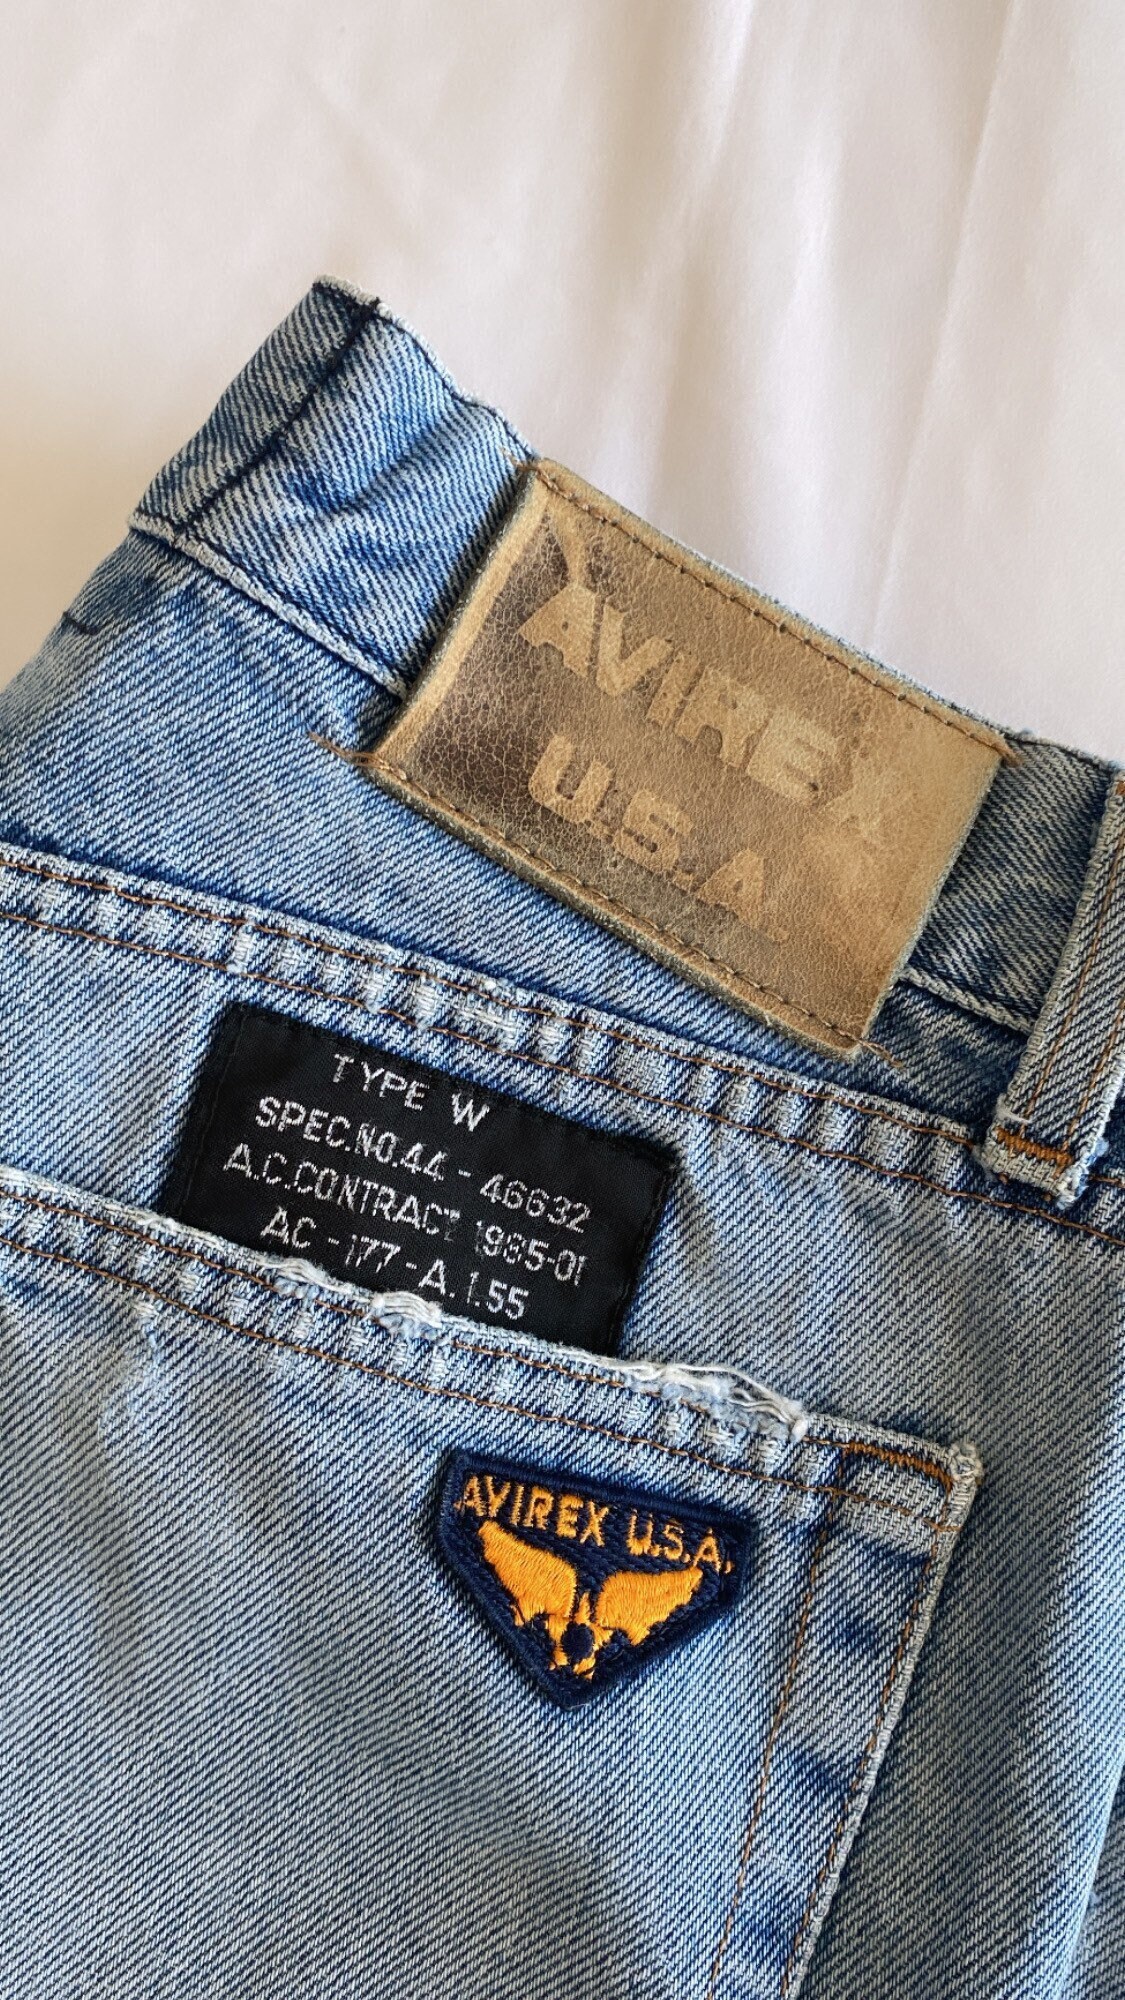 AVIREX
U.S.A
TYPE W
SPEC.NO.44 - 46632
A.C.CONTRACT 1985-01
AC - 177 - A.1.55
AVIREX U.S.A.